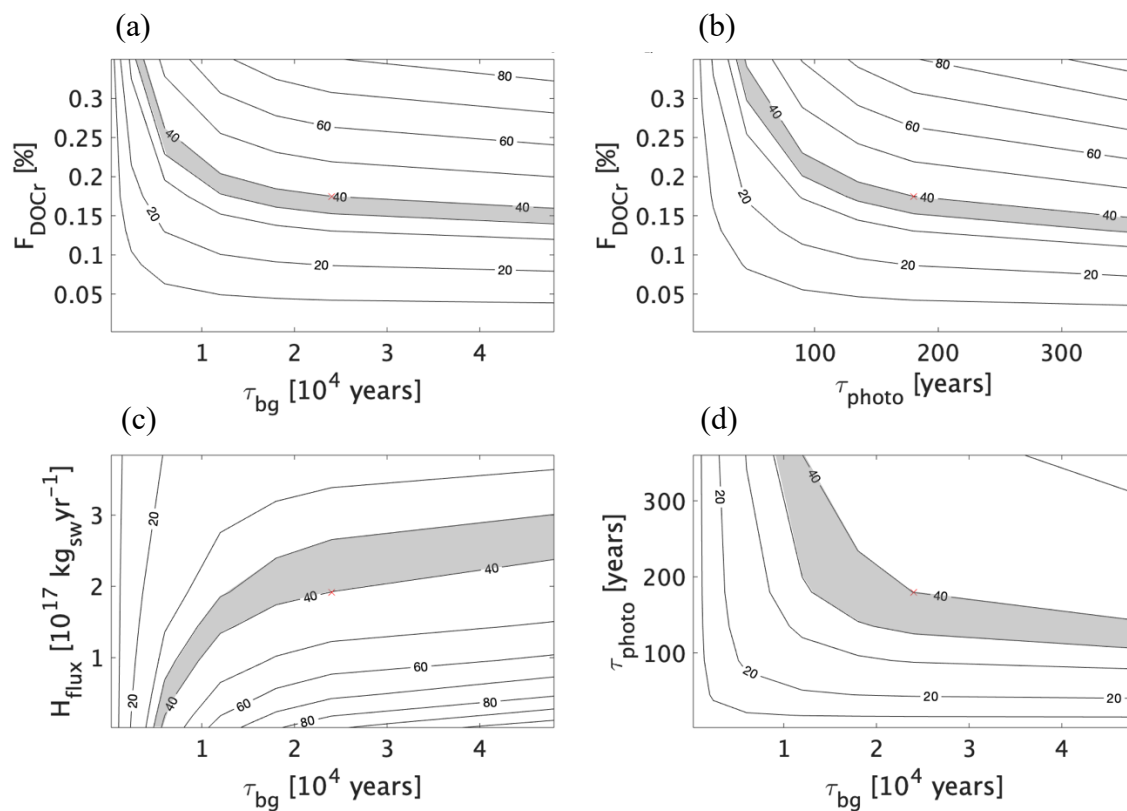 (a)
80
0.3
60
0.25
F_DOCr [%]
40
0.2
40
40
0.15
0.1
20
20
0.05
1 2 3 4
τ_bg [10^4 years]
(b)
80
0.3
40
60
0.25
F_DOCr [%]
0.2
40
40
0.15
20
0.1
20
0.05
100 200 300
τ_photo [years]
(c)
3
20
40
2
40
H_flux [10^17 kg_sw yr^-1]
1
60
40
60
20
80
80
1 2 3 4
τ_bg [10^4 years]
(d)
20
40
300
τ_photo [years]
200
40
100
20
20
20
1 2 3 4
τ_bg [10^4 years]